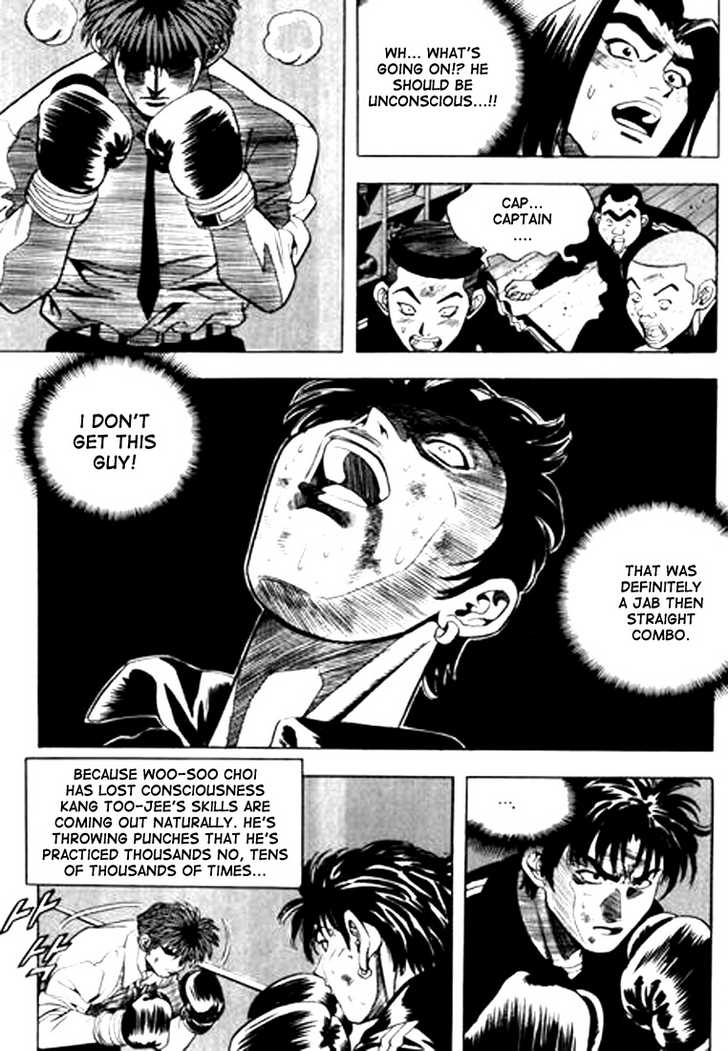 WH... WHAT'S
GOING ON!? HE
SHOULD BE
UNCONSCIOUS...!!
CAP...
CAPTAIN
....
I DON'T
GET THIS
GUY!
THAT WAS
DEFINITELY
A JAB THEN
STRAIGHT
COMBO.
BECAUSE WOO-SOO CHOI
HAS LOST CONSCIOUSNESS
KANG TOO-JEE'S SKILLS ARE
COMING OUT NATURALLY. HE'S
THROWING PUNCHES THAT HE'S
PRACTICED THOUSANDS NO, TENS
OF THOUSANDS OF TIMES...
...